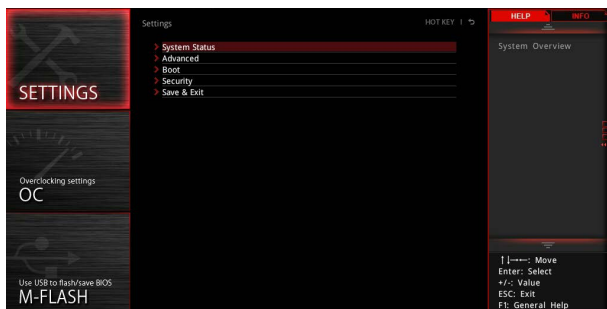 Settings
HOT KEY
HELP
INFO
System Status
Advanced
Boot
Security
Save & Exit
System Overview
SETTINGS
Overclocking settings
OC
Use USB to flash/save BIOS
M-FLASH
↑↓→←: Move
Enter: Select
+/-: Value
ESC: Exit
F1: General Help